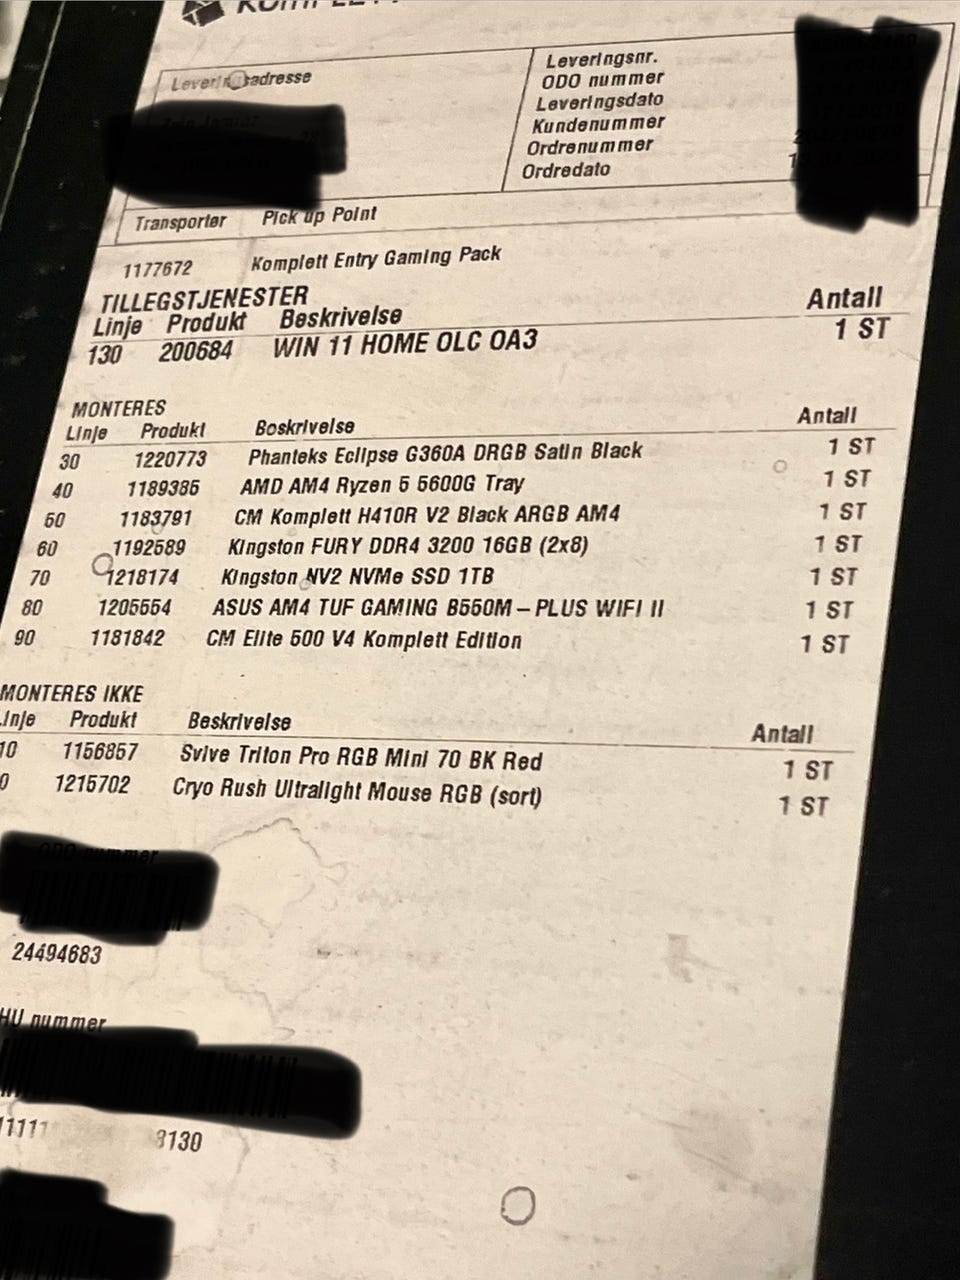 Leveringsadresse
Leveringsnr.
ODO nummer
Leveringsdato
Kundenummer
Ordrenummer
Ordredato
Transportør Pick up Point
1177672 Komplett Entry Gaming Pack
TILLEGSTJENESTER
Linje Produkt Beskrivelse Antall
130 200684 WIN 11 HOME OLC OA3 1 ST
MONTERES
Linje Produkt Beskrivelse Antall
30 1220773 Phanteks Eclipse G360A DRGB Satin Black 1 ST
40 1189385 AMD AM4 Ryzen 5 5600G Tray 1 ST
50 1183791 CM Komplett H410R V2 Black ARGB AM4 1 ST
60 1192589 Kingston FURY DDR4 3200 16GB (2x8) 1 ST
70 1218174 Kingston NV2 NVMe SSD 1TB 1 ST
80 1205554 ASUS AM4 TUF GAMING B550M-PLUS WIFI II 1 ST
90 1181842 CM Elite 500 V4 Komplett Edition 1 ST
MONTERES IKKE
Linje Produkt Beskrivelse Antall
10 1156857 Svive Triton Pro RGB Mini 70 BK Red 1 ST
0 1215702 Cryo Rush Ultralight Mouse RGB (sort) 1 ST
24494683
HU nummer
3130